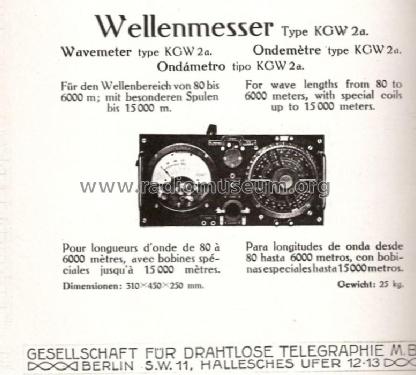 Wellenmesser Type KGW 2a.
Wavemeter type KGW 2a.
Ondemètre type KGW 2a.
Ondámetro tipo KGW 2a.
Für den Wellenbereich von 80 bis
6000 m; mit besonderen Spulen
bis 15000 m.
For wave lengths from 80 to
6000 meters, with special coils
up to 15000 meters.
www.radiomuseum.org
Pour longueurs d'onde de 80 à
6000 mètres, avec bobines spé-
ciales jusqu'à 15000 mètres.
Dimensionen: 310×450×250 mm.
Para longitudes de onda desde
80 hasta 6000 metros, con bobi-
nas especiales hasta 15000 metros.
Gewicht: 25 kg.
GESELLSCHAFT FÜR DRAHTLOSE TELEGRAPHIE M.B
BERLIN S.W. 11, HALLESCHES UFER 12-13